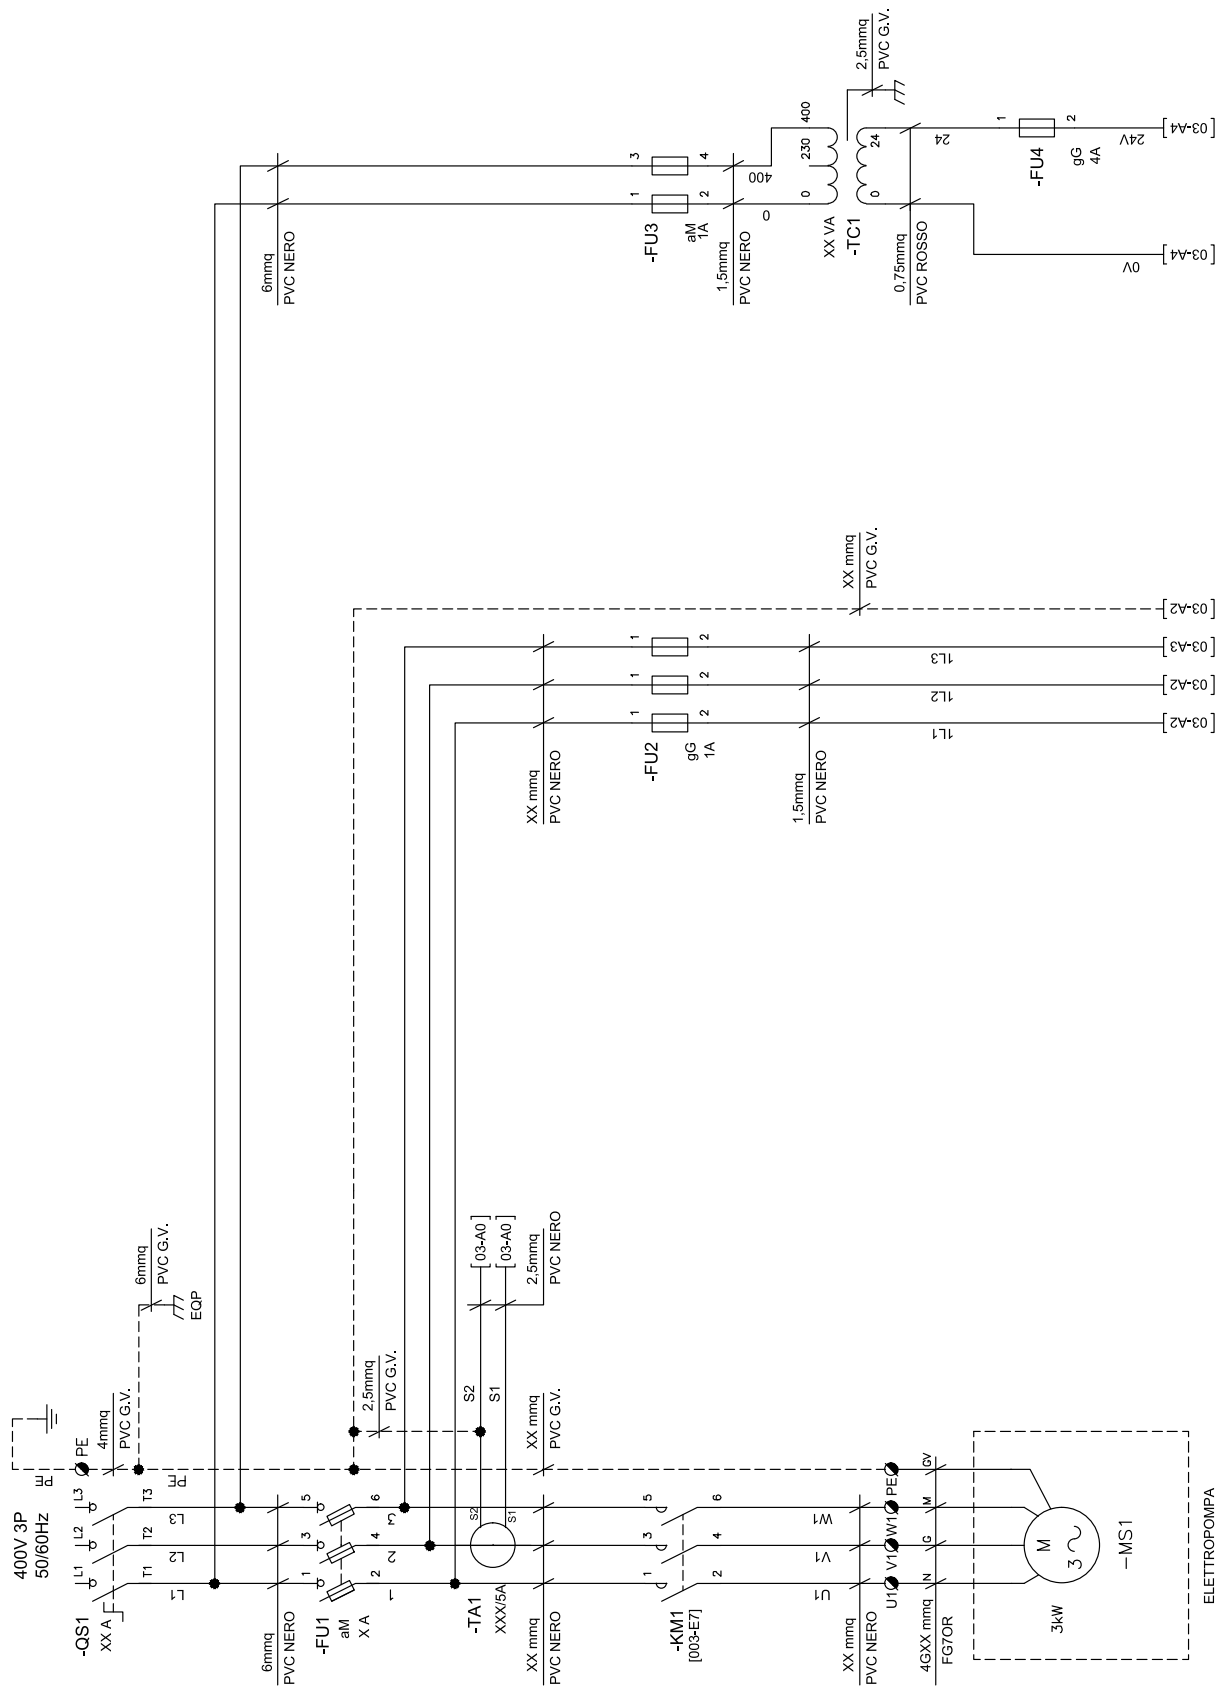 400V 3P
50/60Hz
PE
L1
L2
L3
PE
-QS1
XX A
4mmq
PVC G.V.
T1
T2
T3
L1
L2
L3
PE
6mmq
PVC G.V.
EQP
6mmq
PVC NERO
-FU1
aM
X A
1
3
5
2
4
6
1
2
3
2,5mmq
PVC G.V.
-TA1
XXX/5A
S2
S1
S2
S1
[ 03-A0 ]
[ 03-A0 ]
2,5mmq
PVC NERO
XX mmq
PVC NERO
XX mmq
PVC G.V.
-KM1
[003-E7]
1
3
5
2
4
6
U1
V1
W1
XX mmq
PVC NERO
U1
V1
W1
PE
4GXX mmq
FG7OR
N
G
M
GV
M
3
3kW
-MS1
ELETTROPOMPA
XX mmq
PVC NERO
-FU2
gG
1A
1
1
1
2
2
2
1,5mmq
PVC NERO
XX mmq
PVC G.V.
1L1
1L2
1L3
[ 03-A2 ]
[ 03-A2 ]
[ 03-A3 ]
[ 03-A2 ]
6mmq
PVC NERO
-FU3
aM
1A
1
3
2
4
1,5mmq
PVC NERO
0
400
0
230
400
XX VA
-TC1
2,5mmq
PVC G.V.
0
24
0,75mmq
PVC ROSSO
24
-FU4
gG
4A
1
2
0V
24V
[ 03-A4 ]
[ 03-A4 ]